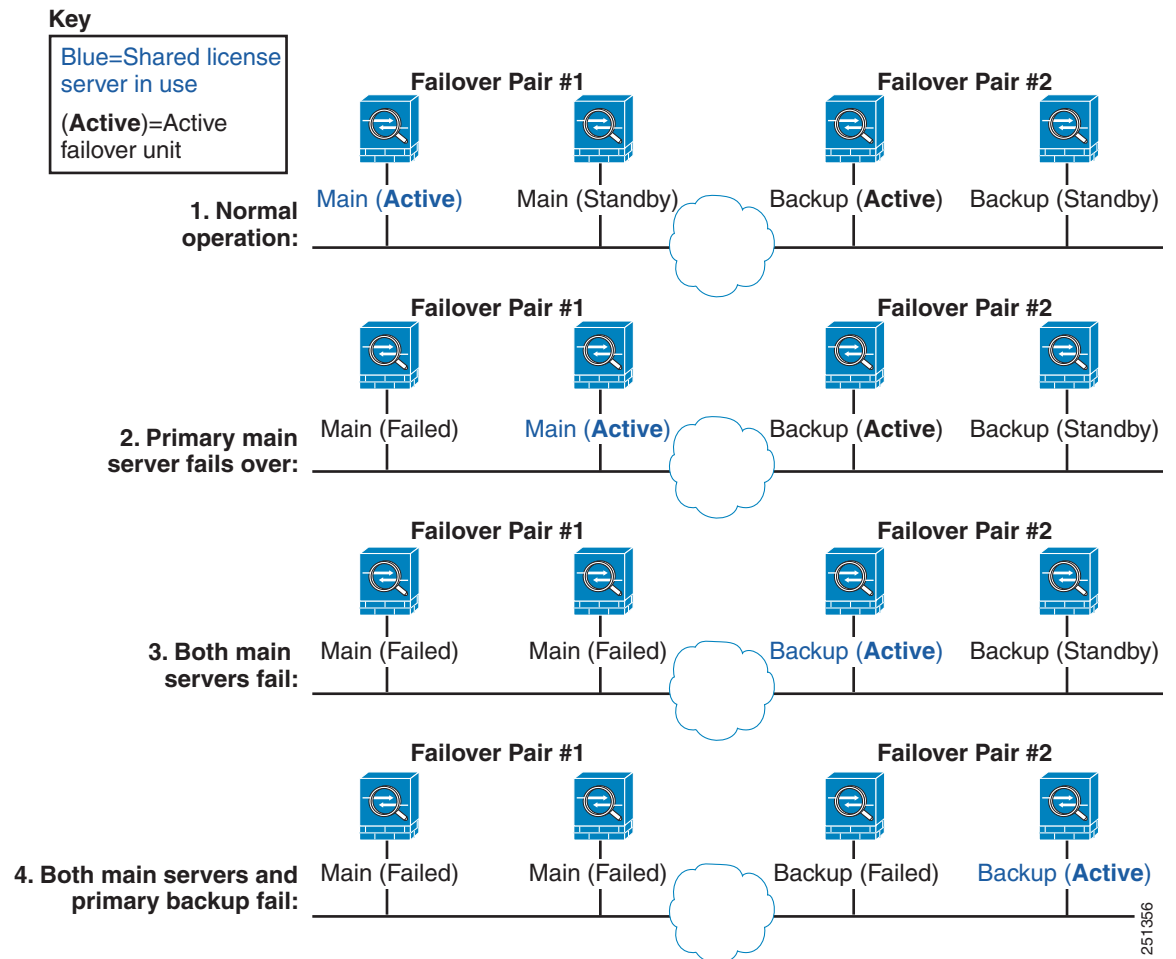 Key
Blue=Shared license
server in use
(Active)=Active
failover unit
Failover Pair #1
Failover Pair #2
1. Normal
operation:
Main (Active)
Main (Standby)
Backup (Active)
Backup (Standby)
Failover Pair #1
Failover Pair #2
2. Primary main
server fails over:
Main (Failed)
Main (Active)
Backup (Active)
Backup (Standby)
Failover Pair #1
Failover Pair #2
3. Both main
servers fail:
Main (Failed)
Main (Failed)
Backup (Active)
Backup (Standby)
Failover Pair #1
Failover Pair #2
4. Both main servers and
primary backup fail:
Main (Failed)
Main (Failed)
Backup (Failed)
Backup (Active)
251356